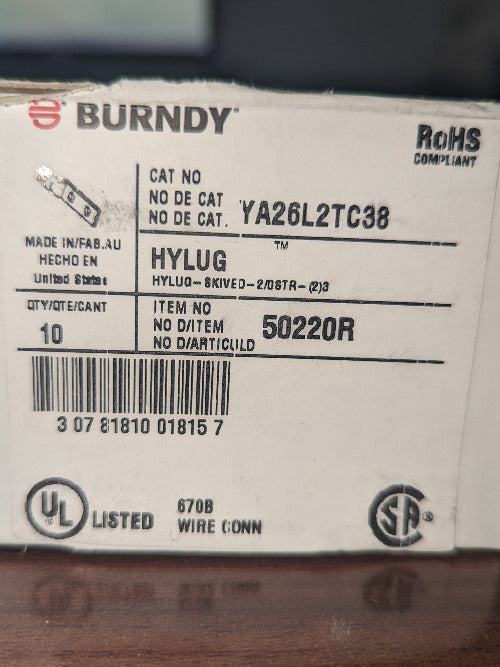 BURNDY
RoHS
COMPLIANT
CAT NO
NO DE CAT
NO DE CAT. YA26L2TC38
MADE IN/FAB.AU
HECHO EN
United States
HYLUG™
HYLUG-SKIVED-2/0STR-(2)3
QTY/QTE/CANT
10
ITEM NO
NO D/ITEM
NO D/ARTICULO
50220R
3 07 81810 01815 7
UL® LISTED
670B
WIRE CONN
CSA®